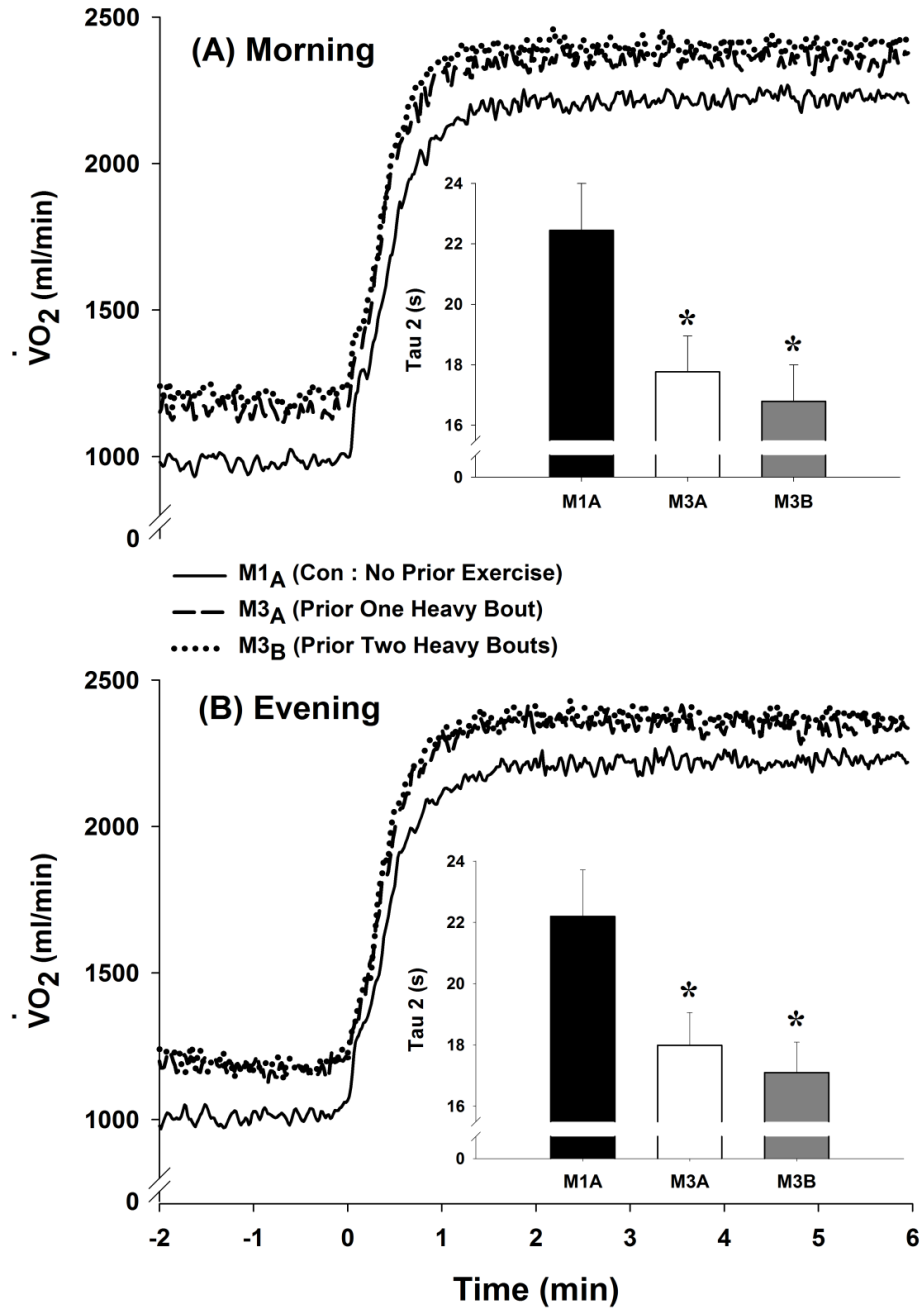 (A) Morning
2500
2000
1500
1000
0
V̇O2 (ml/min)
24
22
20
18
16
0
Tau 2 (s)
*
*
M1A M3A M3B
M1A (Con : No Prior Exercise)
M3A (Prior One Heavy Bout)
M3B (Prior Two Heavy Bouts)
(B) Evening
2500
2000
1500
1000
0
V̇O2 (ml/min)
24
22
20
18
16
0
Tau 2 (s)
*
*
M1A M3A M3B
-2 -1 0 1 2 3 4 5 6
Time (min)